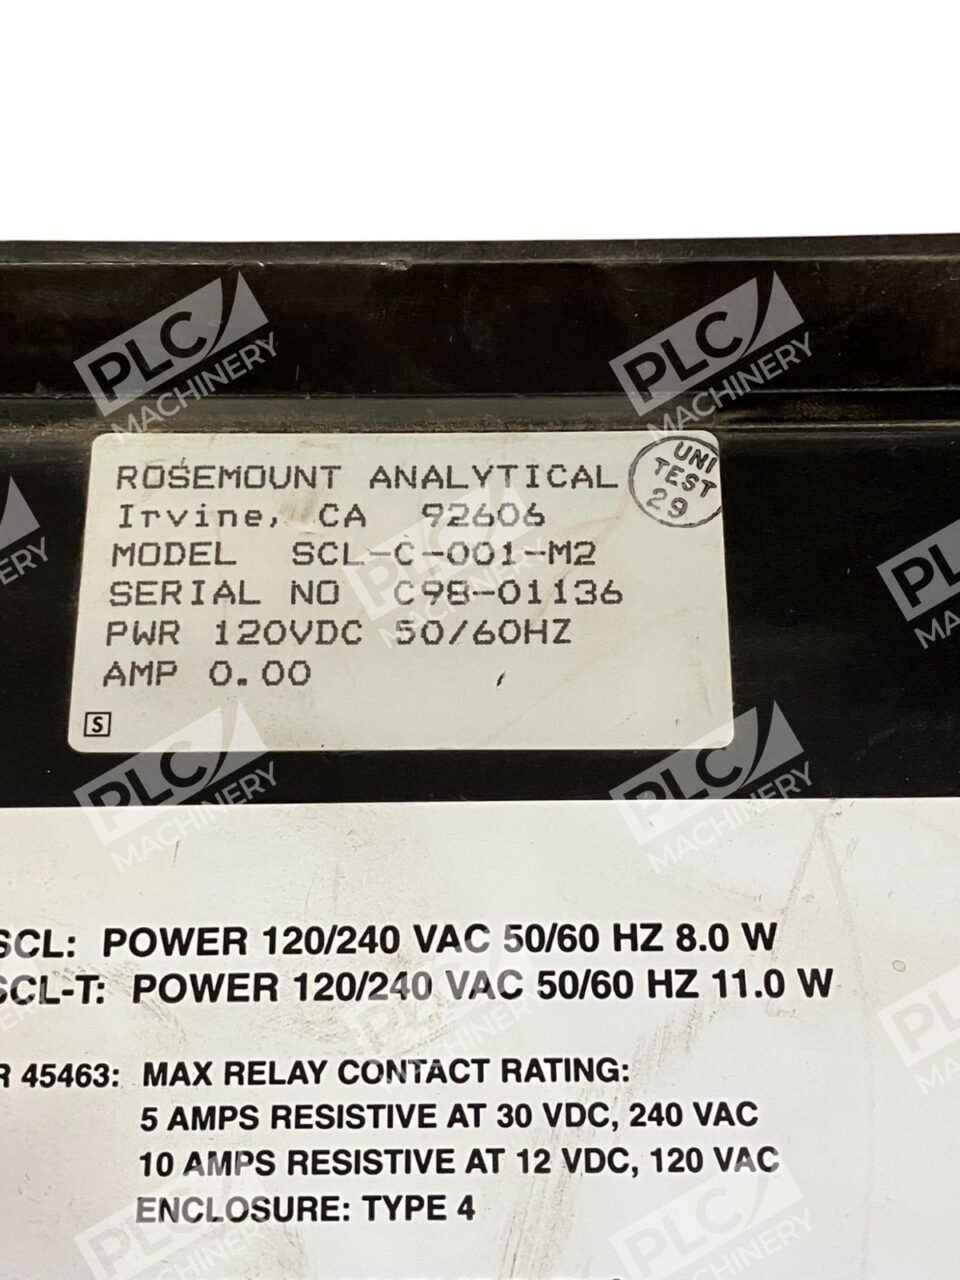 ROSEMOUNT ANALYTICAL
Irvine, CA 92606
MODEL SCL-C-001-M2
SERIAL NO C98-01136
PWR 120VDC 50/60HZ
AMP 0.00
S
UNI
TEST
29
SCL: POWER 120/240 VAC 50/60 HZ 8.0 W
SCL-T: POWER 120/240 VAC 50/60 HZ 11.0 W
R 45463: MAX RELAY CONTACT RATING:
5 AMPS RESISTIVE AT 30 VDC, 240 VAC
10 AMPS RESISTIVE AT 12 VDC, 120 VAC
ENCLOSURE: TYPE 4
PLC MACHINERY